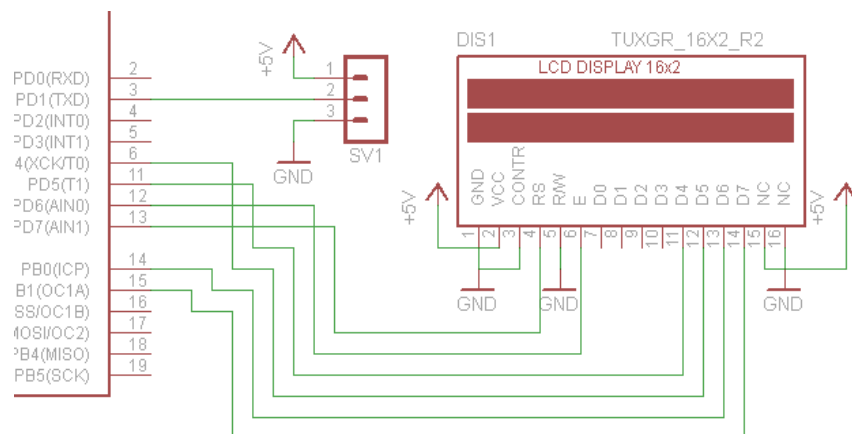 DIS1
TUXGR_16X2_R2
LCD DISPLAY 16x2
+5V
1
2
3
SV1
GND
PD0(RXD) 2
PD1(TXD) 3
PD2(INT0) 4
PD3(INT1) 5
4(XCK/T0) 6
PD5(T1) 11
PD6(AIN0) 12
PD7(AIN1) 13
PB0(ICP) 14
B1(OC1A) 15
SS/OC1B) 16
MOSI/OC2) 17
PB4(MISO) 18
PB5(SCK) 19
+5V
GND
VCC
CONTR
RS
R/W
E
D0
D1
D2
D3
D4
D5
D6
D7
NC
NC
+5V
1
2
3
4
5
6
7
8
9
10
11
12
13
14
15
16
GND
GND
GND